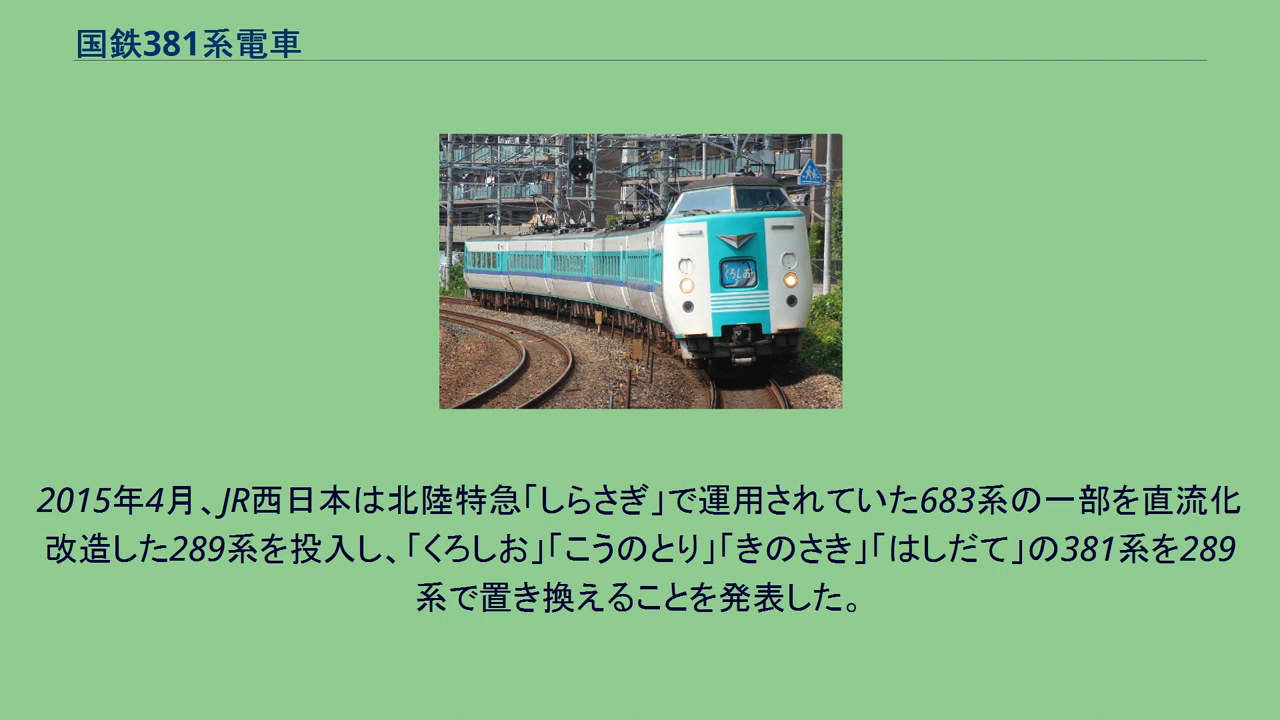 国鉄381系電車
くろしお
2015年4月、JR西日本は北陸特急「しらさぎ」で運用されていた683系の一部を直流化
改造した289系を投入し、「くろしお」「こうのとり」「きのさき」「はしだて」の381系を289
系で置き換えることを発表した。